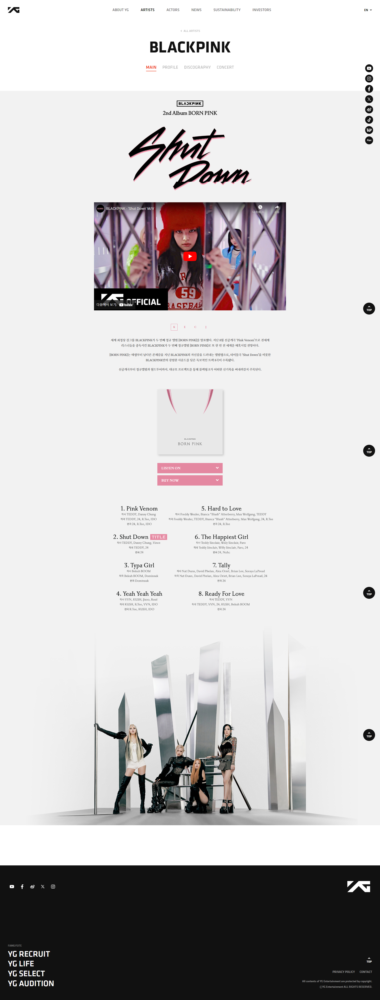 YG
ABOUT YG ARTISTS ACTORS NEWS SUSTAINABILITY INVESTORS
EN
ALL ARTISTS
BLACKPINK
MAIN PROFILE DISCOGRAPHY CONCERT
BLACKPINK
2nd Album BORN PINK
Shut
Down
Fan
BLACKPINK - ‘Shut Down’ M/V
나중에 시
공유
RUBIES
59
BASEBALL
YG OFFICIAL
다음에서 보기: YouTube
TOP
K E C J
세계 최정상 걸그룹 BLACKPINK가 두 번째 정규 앨범 [BORN PINK]를 발표했다. 지난 8월 선공개곡 ‘Pink Venom’으로 전세계
리스너들을 중독시킨 BLACKPINK가 두 번째 정규앨범 [BORN PINK]로 또 한 번 전 세계를 매혹시킬 전망이다.
[BORN PINK]는 태생부터 남다른 존재감을 지닌 BLACKPINK의 자신감을 드러내는 앨범명으로, 타이틀곡 ‘Shut Down’을 비롯한
BLACKPINK만의 강렬한 사운드를 담은 독보적인 트랙 8곡이 수록됐다.
선공개곡부터 정규앨범과 월드투어까지. 대규모 프로젝트를 통해 블랙핑크가 어떠한 신기록을 써내려갈지 주목된다.
BLACKPINK
BORN PINK
TOP
LISTEN ON
BUY NOW
1. Pink Venom
작사 TEDDY, Danny Chung
작곡 TEDDY, 24, R.Tee, IDO
편곡 24, R.Tee, IDO
2. Shut Down TITLE
작사 TEDDY, Danny Chung, Vince
작곡 TEDDY, 24
편곡 24
3. Typa Girl
작사 Bekuh BOOM
작곡 Bekuh BOOM, Dominsuk
편곡 Dominsuk
4. Yeah Yeah Yeah
작사 VVN, KUSH, Jisoo, Rosé
작곡 KUSH, R.Tee, VVN, IDO
편곡 R.Tee, KUSH, IDO
5. Hard to Love
작사 Freddy Wexler, Bianca "Blush" Atterberry, Max Wolfgang, TEDDY
작곡 Freddy Wexler, TEDDY, Bianca "Blush" Atterberry, Max Wolfgang, 24, R.Tee
편곡 24, R.Tee
6. The Happiest Girl
작사 Teddy Sinclair, Willy Sinclair, Paro
작곡 Teddy Sinclair, Willy Sinclair, Paro, 24
편곡 24, Nohc
7. Tally
작사 Nat Dunn, David Phelan, Alex Oriet, Brian Lee, Soraya LaPread
작곡 Nat Dunn, David Phelan, Alex Oriet, Brian Lee, Soraya LaPread, 24
편곡 24
8. Ready For Love
작사 TEDDY, VVN
작곡 TEDDY, VVN, 24, KUSH, Bekuh BOOM
편곡 24
TOP
TOP
YG
FAMILYSITE
YG RECRUIT
YG LIFE
YG SELECT
YG AUDITION
TOP
PRIVACY POLICY CONTACT
All contents of YG Entertainment are protected by copyright.
ⓒYG Entertainment ALL RIGHTS RESERVED.